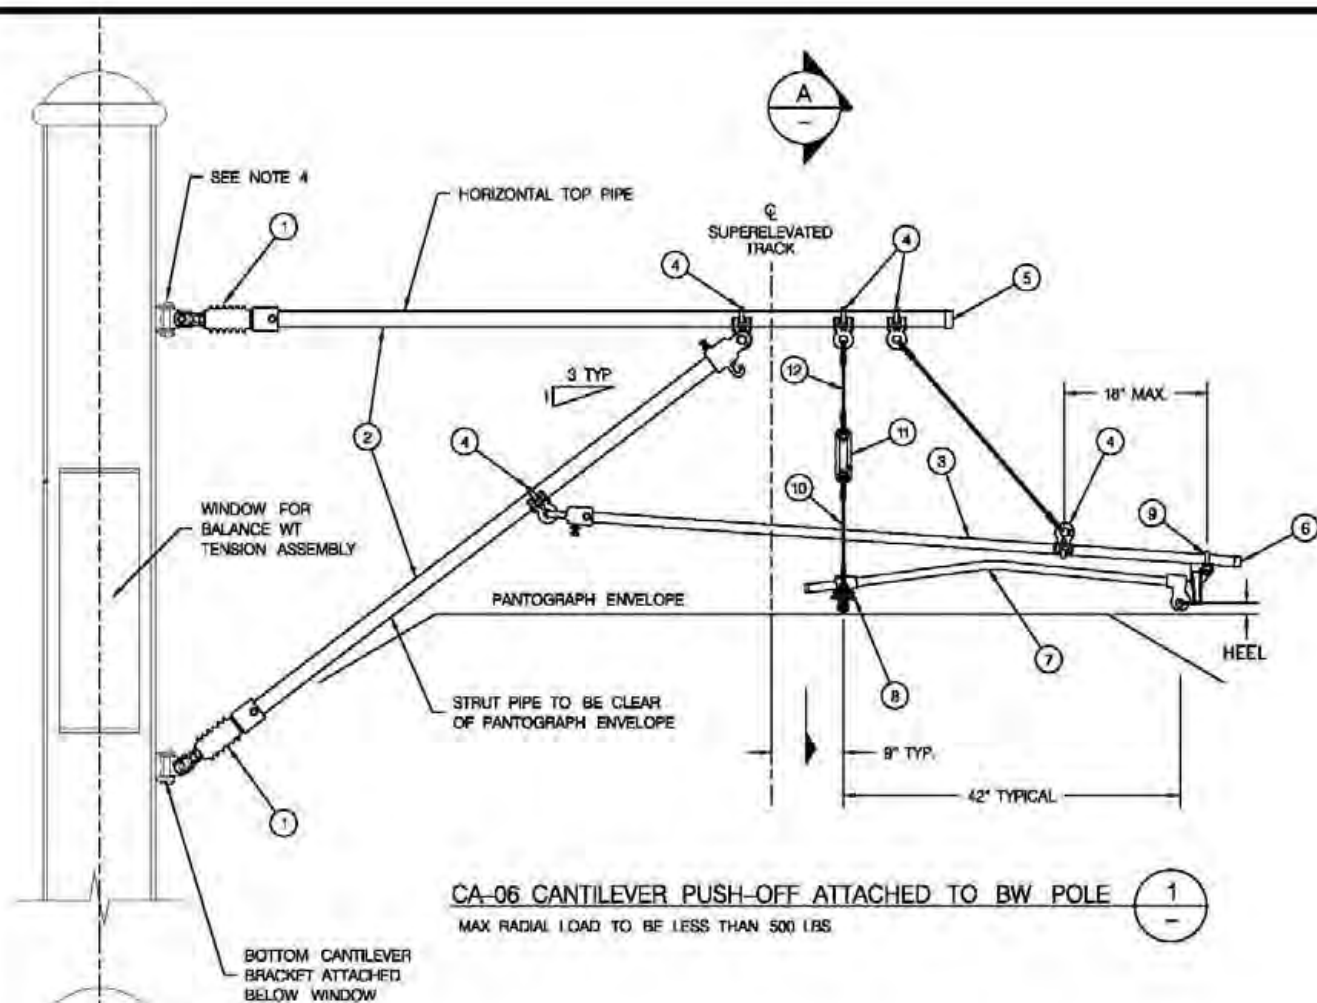 A
–
SEE NOTE 4
HORIZONTAL TOP PIPE
1
℄
SUPERELEVATED
TRACK
4
4
5
3 TYP
1
12
18" MAX.
2
4
11
3
4
10
9
6
WINDOW FOR
BALANCE WT
TENSION ASSEMBLY
PANTOGRAPH ENVELOPE
HEEL
7
8
STRUT PIPE TO BE CLEAR
OF PANTOGRAPH ENVELOPE
9" TYP.
42" TYPICAL
1
CA-06 CANTILEVER PUSH-OFF ATTACHED TO BW POLE
1
–
MAX RADIAL LOAD TO BE LESS THAN 500 LBS
BOTTOM CANTILEVER
BRACKET ATTACHED
BELOW WINDOW